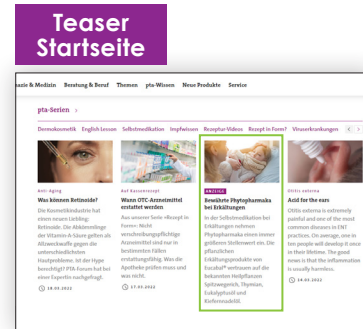 Teaser
Startseite
azie & Medizin Beratung & Beruf Themen pta-Wissen Neue Produkte Service
pta-Serien
Dermokosmetik English Lesson Selbstmedikation Impfwissen Rezeptur-Videos Rezept in Form? Viruserkrankungen
Anti Aging
Was können Retinoide?
Die Kosmetikindustrie hat
einen neuen Liebling:
Retinoide. Die Abkömmlinge
der Vitamin-A-Säure gelten als
Allzweckwaffe gegen die
unterschiedlichsten
Hautprobleme. Ist der Hype
berechtigt? PTA-Forum hat bei
einer Expertin nachgefragt.
18.03.2022
Auf Kassenrezept
Wann OTC-Arzneimittel
erstattet werden
Aus unserer Serie »Rezept in
Form«: Nicht
verschreibungspflichtige
Arzneimittel sind nur in
bestimmten Fällen
erstattungsfähig. Was die
Apotheke prüfen muss und
was nicht.
17.03.2022
ANZEIGE
Bewährte Phytopharmaka
bei Erkältungen
In der Selbstmedikation bei
Erkältungen nehmen
Phytopharmaka einen immer
größeren Stellenwert ein. Die
pflanzlichen
Erkältungsprodukte von
Eucabal® vertrauen auf die
bekannten Heilpflanzen
Spitzwegerich, Thymian,
Eukalyptusöl und
Kiefernnadelöl.
Otitis externa
Acid for the ears
Otitis externa is extremely
painful and one of the most
common diseases in ENT
practices. On average, one in
ten people will develop it once
in their lifetime. The good
news is that the inflammation
is usually harmless.
14.03.2022